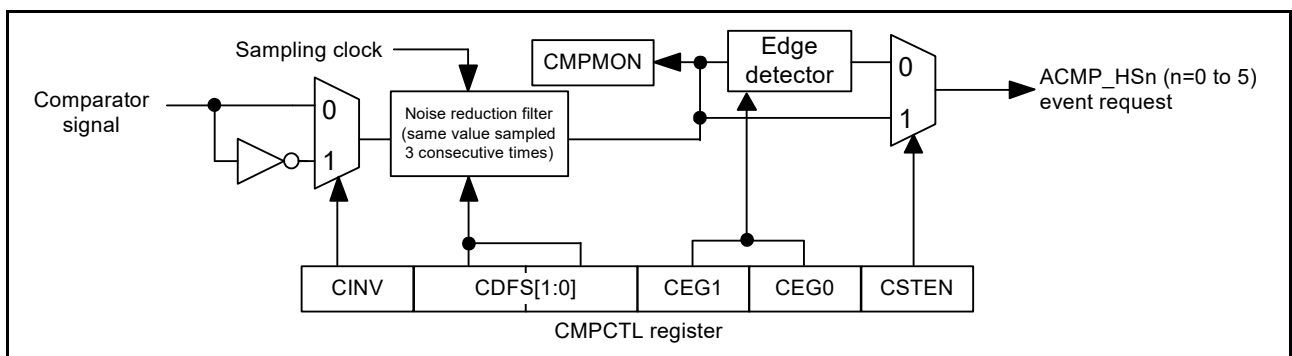 Sampling clock
CMPMON
Edge
detector
0
1
ACMP_HSn (n=0 to 5)
event request
Comparator
signal
0
1
Noise reduction filter
(same value sampled
3 consecutive times)
CINV
CDFS[1:0]
CEG1
CEG0
CSTEN
CMPCTL register